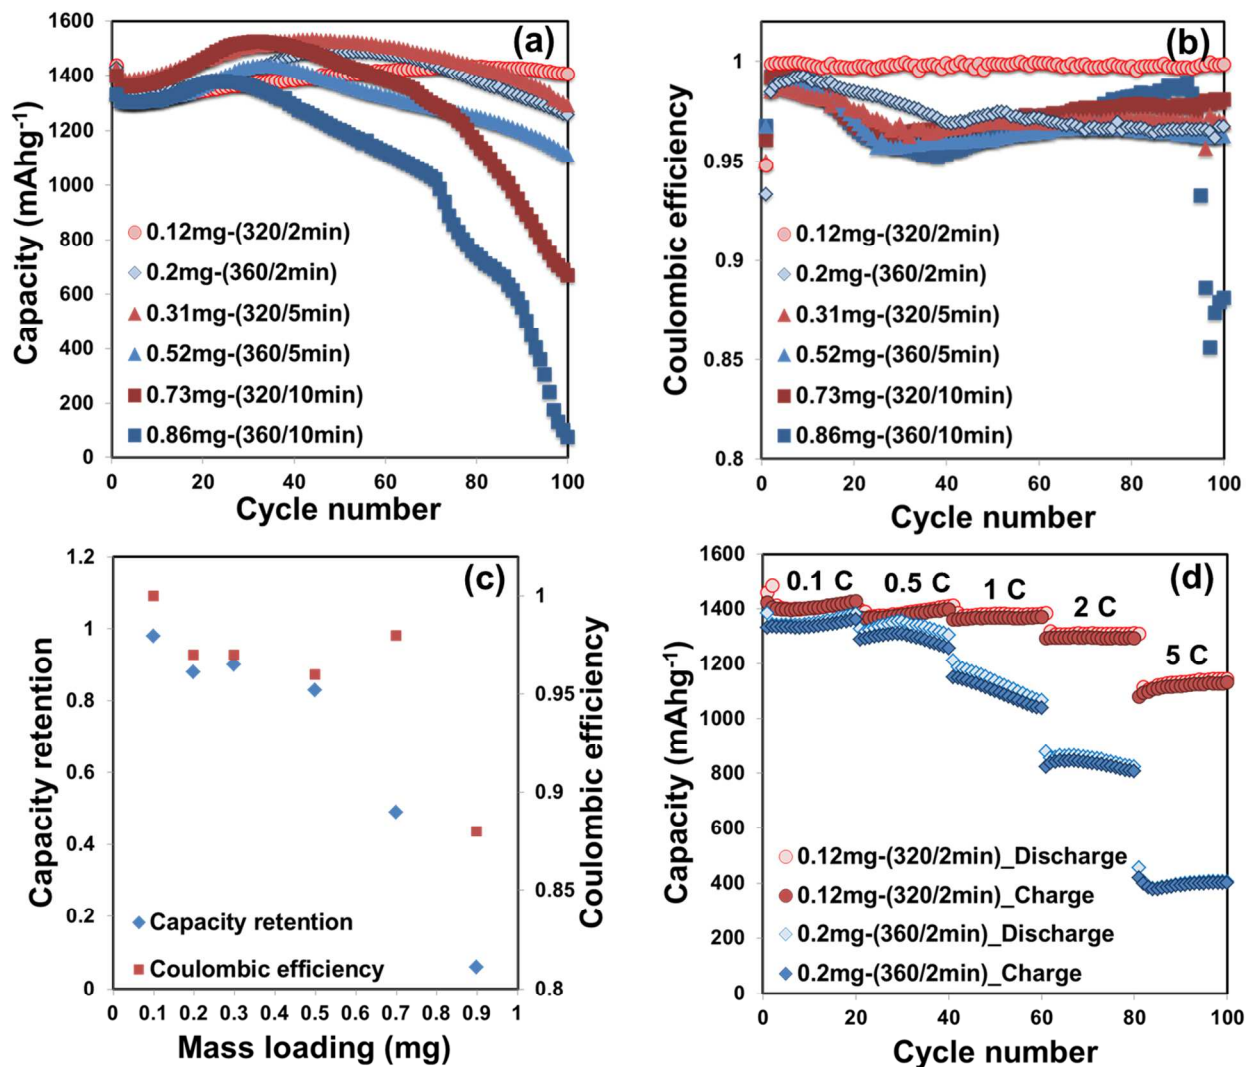 (a)
Capacity (mAhg⁻¹)
1600
1400
1200
1000
800
600
400
200
0
0.12mg-(320/2min)
0.2mg-(360/2min)
0.31mg-(320/5min)
0.52mg-(360/5min)
0.73mg-(320/10min)
0.86mg-(360/10min)
0 20 40 60 80 100
Cycle number
(b)
Coulombic efficiency
1
0.95
0.9
0.85
0.8
0.12mg-(320/2min)
0.2mg-(360/2min)
0.31mg-(320/5min)
0.52mg-(360/5min)
0.73mg-(320/10min)
0.86mg-(360/10min)
0 20 40 60 80 100
Cycle number
(c)
Capacity retention
1.2
1
0.8
0.6
0.4
0.2
0
Capacity retention
Coulombic efficiency
1
0.95
0.9
0.85
0.8
Coulombic efficiency
0 0.1 0.2 0.3 0.4 0.5 0.6 0.7 0.8 0.9 1
Mass loading (mg)
(d)
Capacity (mAhg⁻¹)
1600
1400
1200
1000
800
600
400
200
0
0.1 C
0.5 C
1 C
2 C
5 C
0.12mg-(320/2min)_Discharge
0.12mg-(320/2min)_Charge
0.2mg-(360/2min)_Discharge
0.2mg-(360/2min)_Charge
0 20 40 60 80 100
Cycle number